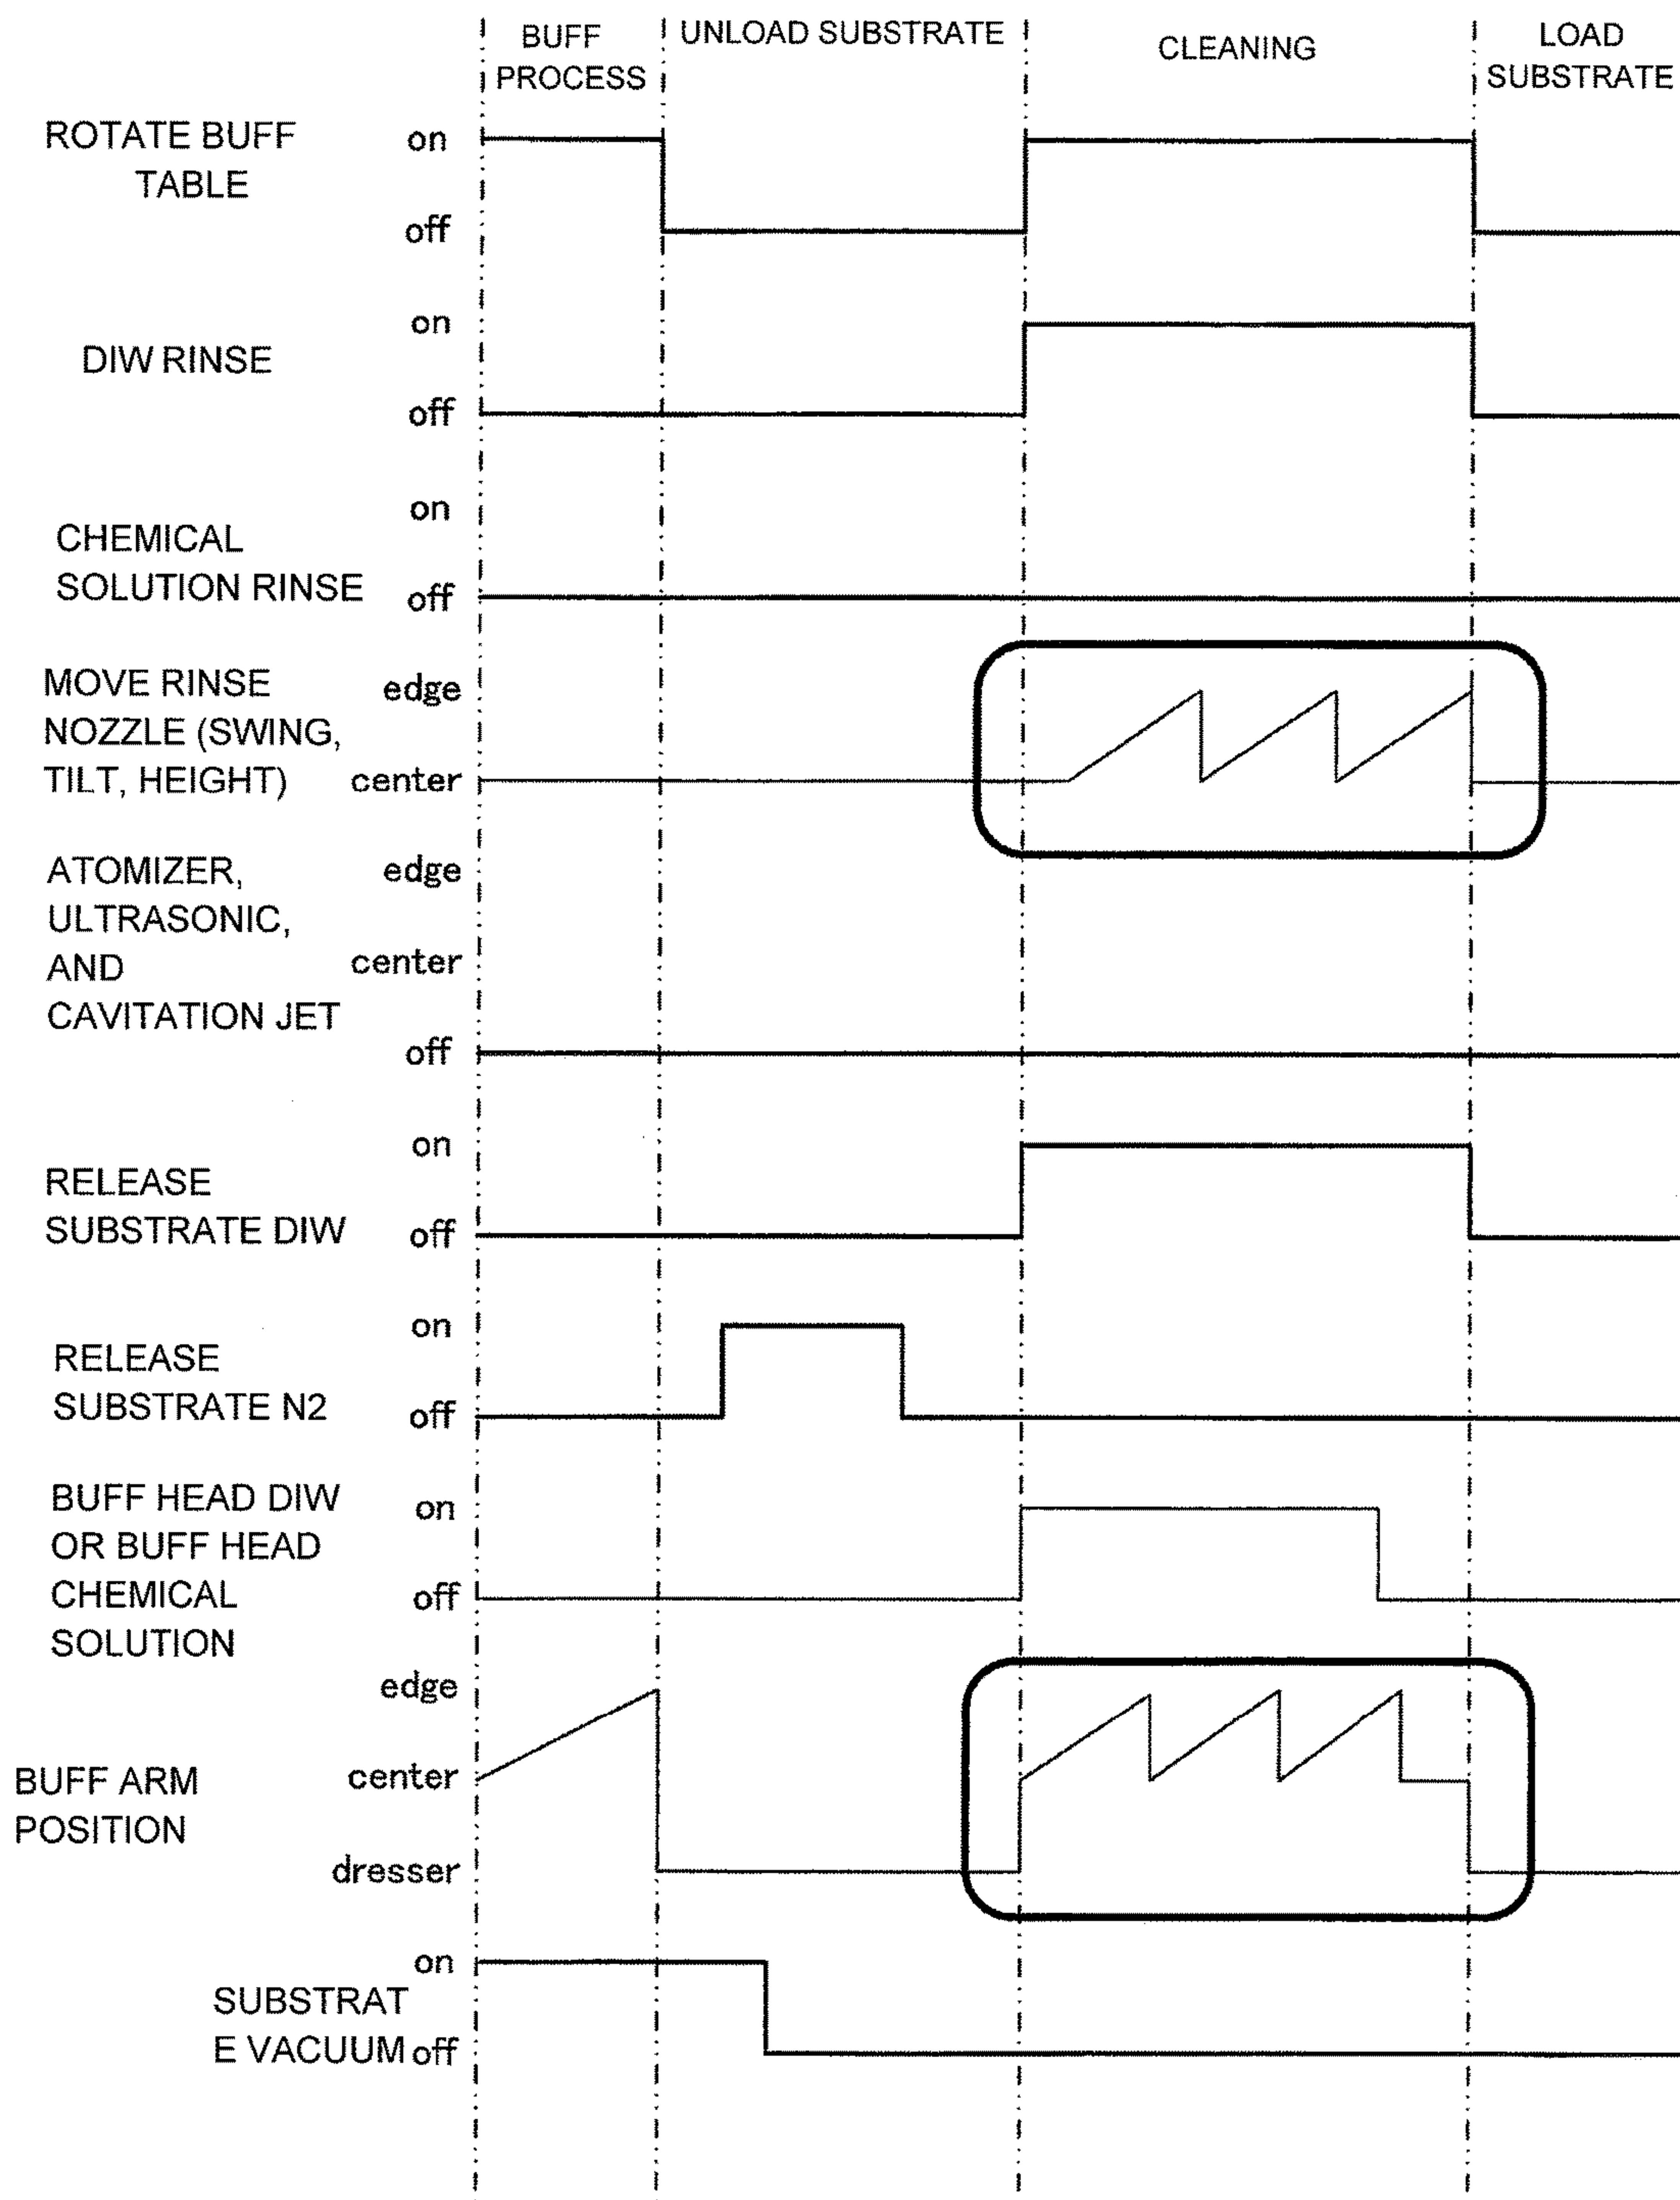 BUFF
PROCESS
UNLOAD SUBSTRATE
CLEANING
LOAD
SUBSTRATE
ROTATE BUFF
TABLE
on
off
DIW RINSE
on
off
CHEMICAL
SOLUTION RINSE
on
off
MOVE RINSE
NOZZLE (SWING,
TILT, HEIGHT)
edge
center
ATOMIZER,
ULTRASONIC,
AND
CAVITATION JET
edge
center
off
RELEASE
SUBSTRATE DIW
on
off
RELEASE
SUBSTRATE N2
on
off
BUFF HEAD DIW
OR BUFF HEAD
CHEMICAL
SOLUTION
on
off
BUFF ARM
POSITION
edge
center
dresser
SUBSTRAT
E VACUUM
on
off